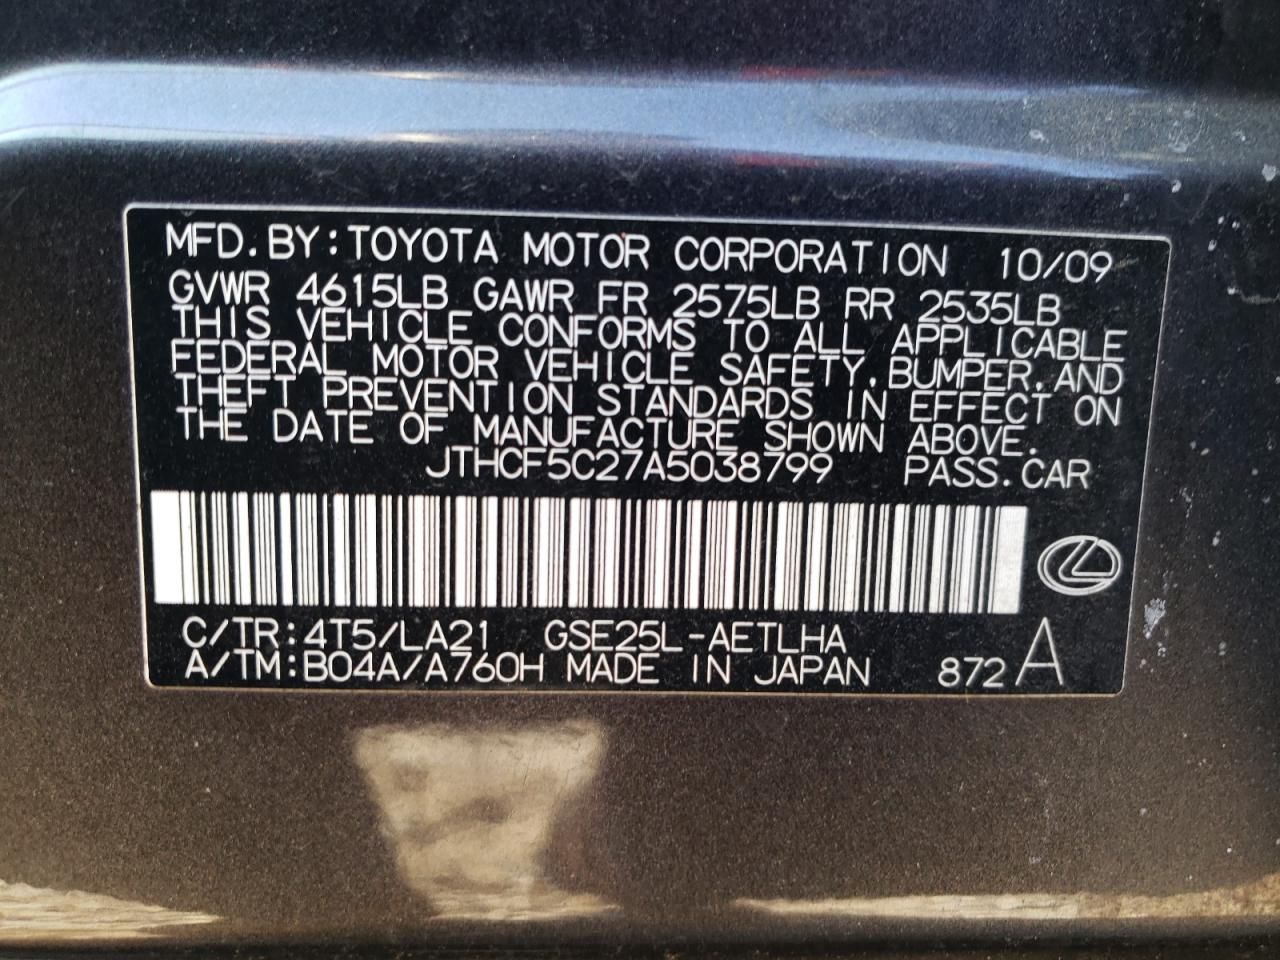 MFD. BY: TOYOTA MOTOR CORPORATION 10/09
GVWR 4615LB GAWR FR 2575LB RR 2535LB
THIS VEHICLE CONFORMS TO ALL APPLICABLE
FEDERAL MOTOR VEHICLE SAFETY, BUMPER, AND
THEFT PREVENTION STANDARDS IN EFFECT ON
THE DATE OF MANUFACTURE SHOWN ABOVE.
JTHCF5C27A5038799 PASS. CAR
C/TR: 4T5/LA21 GSE25L-AETLHA
A/TM: B04A/A760H MADE IN JAPAN 872 A